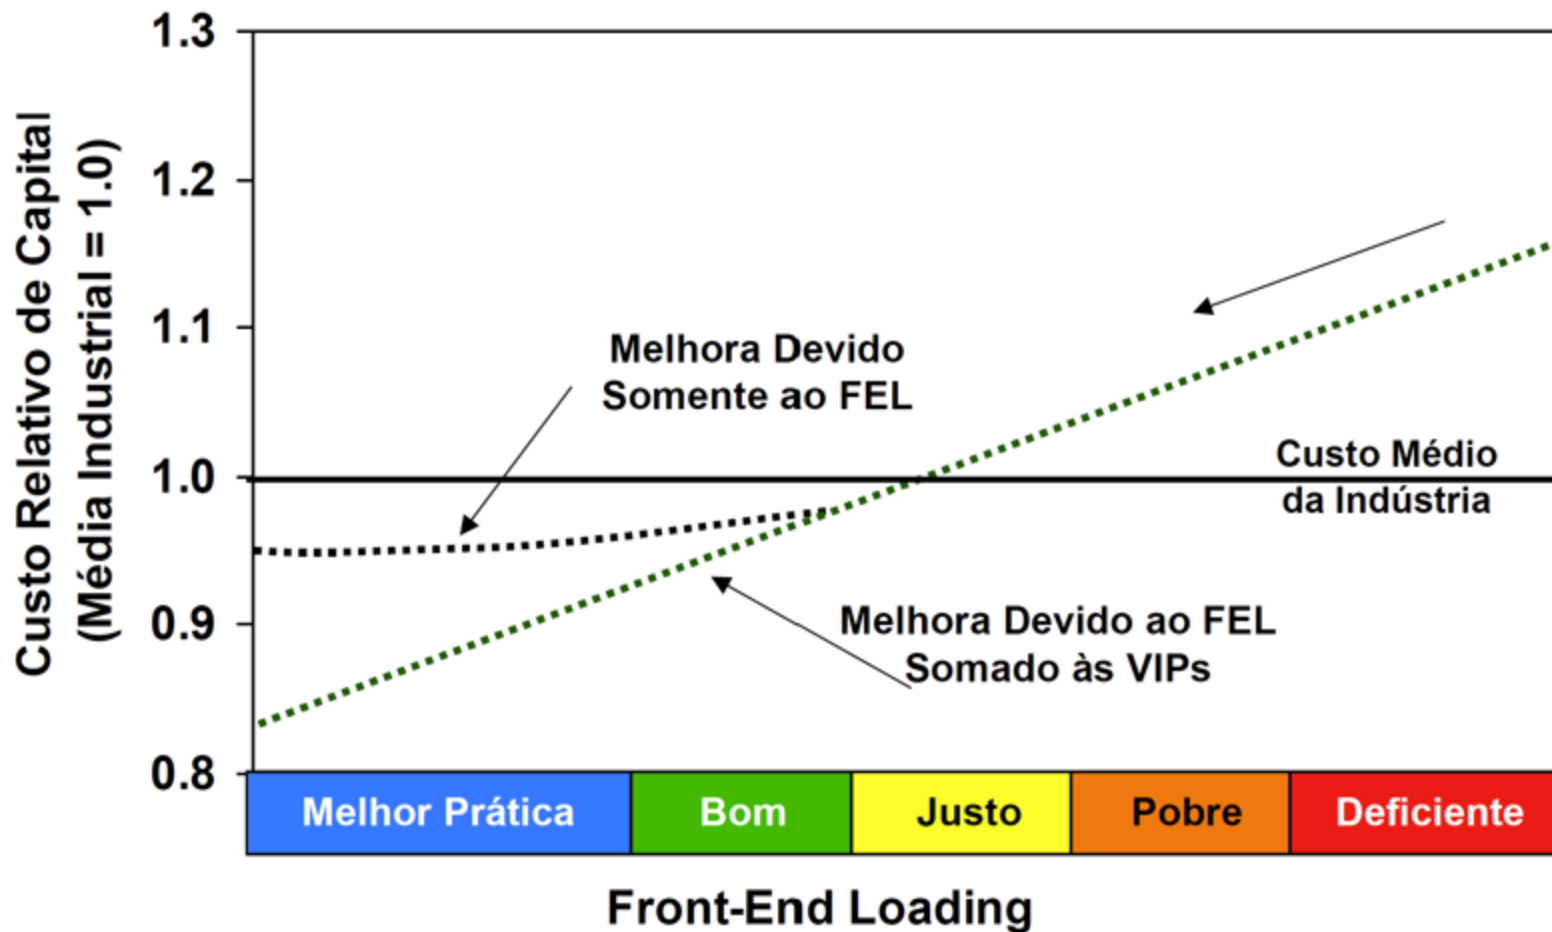 Custo Relativo de Capital
(Média Industrial = 1.0)
1.3
1.2
1.1
1.0
0.9
0.8
Melhora Devido
Somente ao FEL
Custo Médio
da Indústria
Melhora Devido ao FEL
Somado às VIPs
Melhor Prática
Bom
Justo
Pobre
Deficiente
Front-End Loading